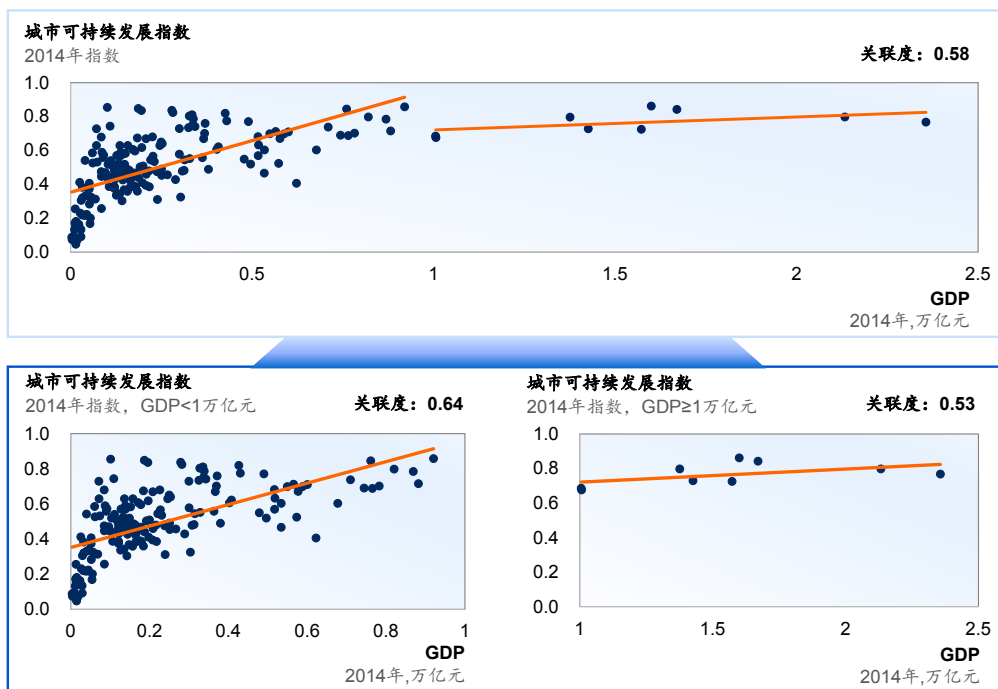 城市可持续发展指数
2014年指数
关联度：0.58
1.0
0.8
0.6
0.4
0.2
0.0
0 0.5 1 1.5 2 2.5
GDP
2014年,万亿元
城市可持续发展指数
2014年指数，GDP<1万亿元
关联度：0.64
1.0
0.8
0.6
0.4
0.2
0.0
0 0.2 0.4 0.6 0.8 1
GDP
2014年,万亿元
城市可持续发展指数
2014年指数，GDP≥1万亿元
关联度：0.53
1.0
0.8
0.6
0.4
0.2
0.0
1 1.5 2 2.5
GDP
2014年,万亿元